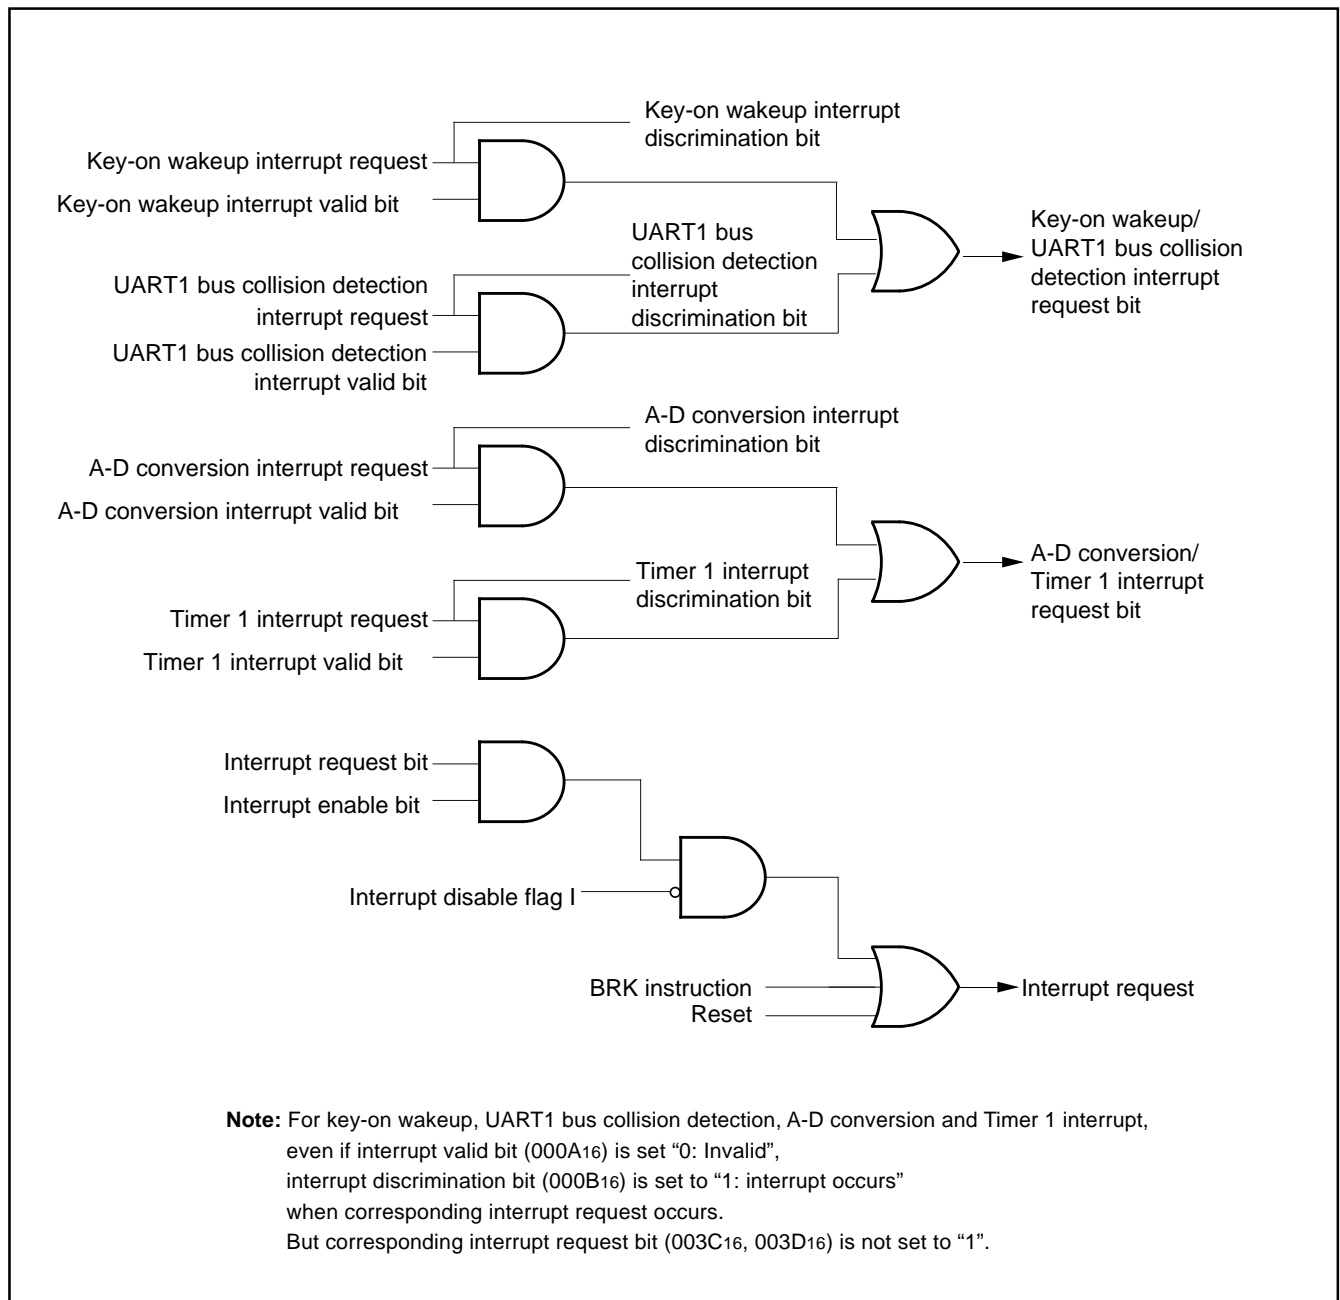 Key-on wakeup interrupt
discrimination bit
Key-on wakeup interrupt request
Key-on wakeup interrupt valid bit
UART1 bus
collision detection
interrupt
discrimination bit
UART1 bus collision detection
interrupt request
UART1 bus collision detection
interrupt valid bit
Key-on wakeup/
UART1 bus collision
detection interrupt
request bit
A-D conversion interrupt
discrimination bit
A-D conversion interrupt request
A-D conversion interrupt valid bit
Timer 1 interrupt
discrimination bit
Timer 1 interrupt request
Timer 1 interrupt valid bit
A-D conversion/
Timer 1 interrupt
request bit
Interrupt request bit
Interrupt enable bit
Interrupt disable flag I
BRK instruction
Reset
Interrupt request
Note: For key-on wakeup, UART1 bus collision detection, A-D conversion and Timer 1 interrupt,
even if interrupt valid bit (000A16) is set “0: Invalid”,
interrupt discrimination bit (000B16) is set to “1: interrupt occurs”
when corresponding interrupt request occurs.
But corresponding interrupt request bit (003C16, 003D16) is not set to “1”.